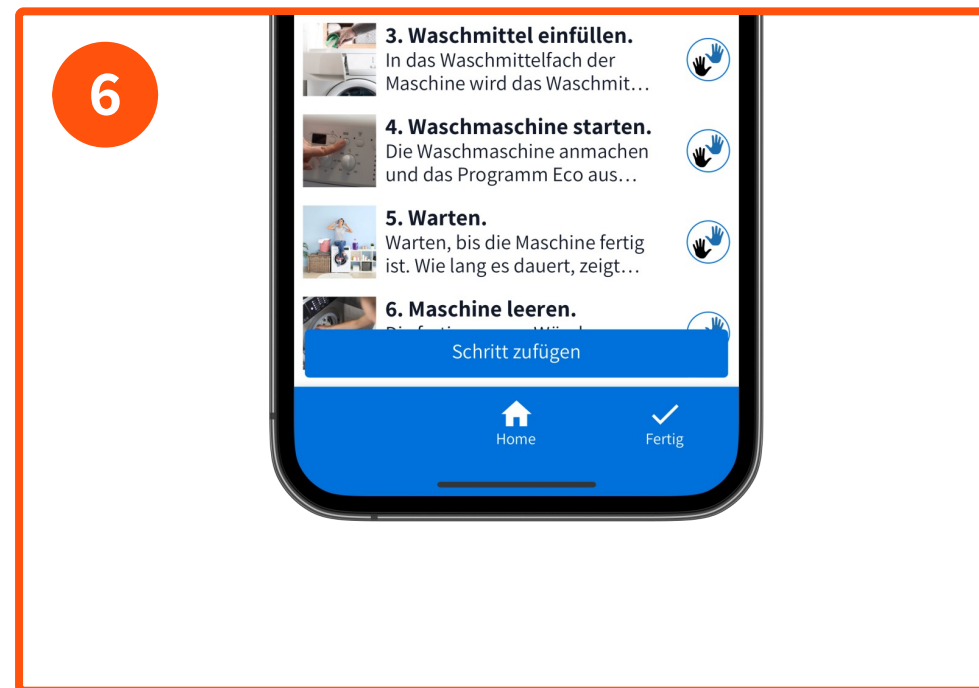 6
3. Waschmittel einfüllen.
In das Waschmittelfach der
Maschine wird das Waschmit…
4. Waschmaschine starten.
Die Waschmaschine anmachen
und das Programm Eco aus…
5. Warten.
Warten, bis die Maschine fertig
ist. Wie lang es dauert, zeigt…
6. Maschine leeren.
Schritt zufügen
Home
Fertig